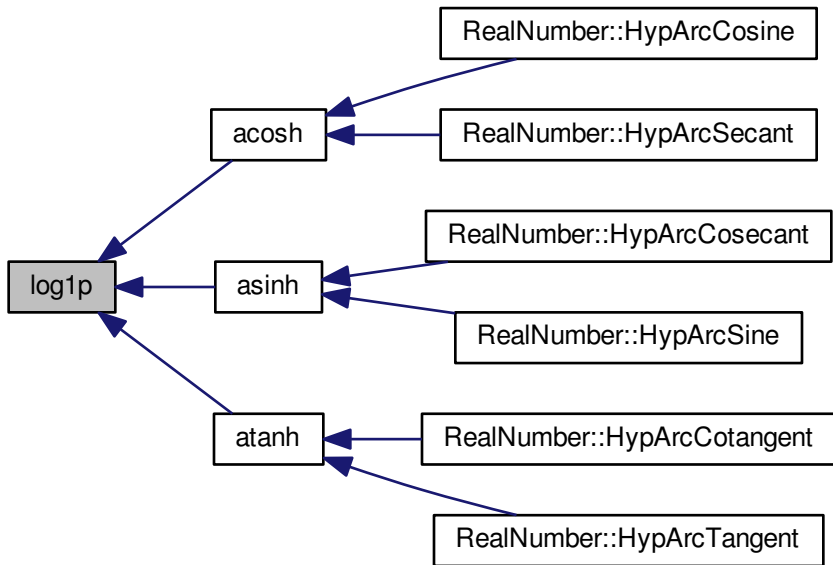 RealNumber::HypArcCosine
acosh
RealNumber::HypArcSecant
RealNumber::HypArcCosecant
log1p
asinh
RealNumber::HypArcSine
atanh
RealNumber::HypArcCotangent
RealNumber::HypArcTangent